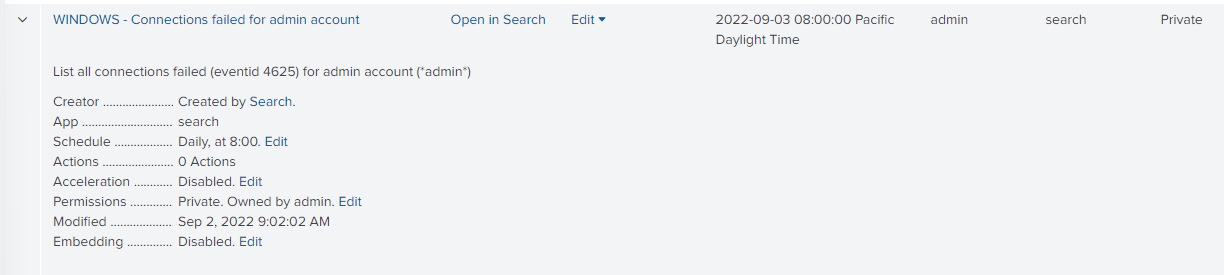 WINDOWS - Connections failed for admin account Open in Search Edit 2022-09-03 08:00:00 Pacific admin search Private
Daylight Time
List all connections failed (eventid 4625) for admin account (*admin*)
Creator ...................... Created by Search.
App ............................ search
Schedule .................. Daily, at 8:00. Edit
Actions ...................... 0 Actions
Acceleration ............ Disabled. Edit
Permissions ............. Private. Owned by admin. Edit
Modified ................... Sep 2, 2022 9:02:02 AM
Embedding .............. Disabled. Edit